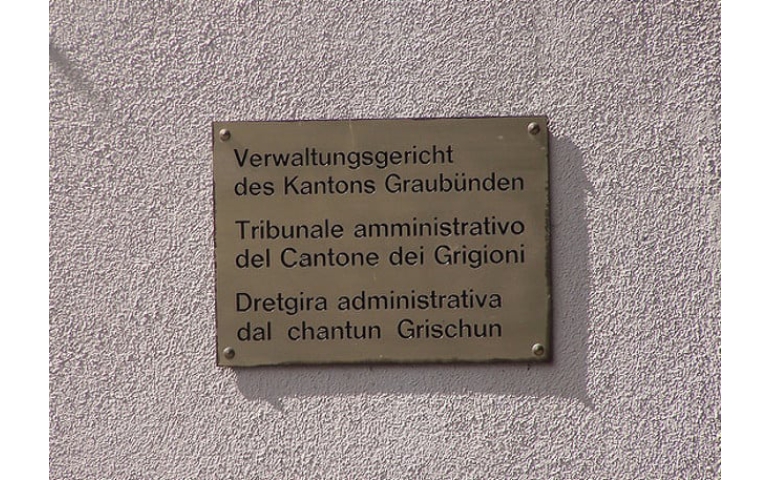 Verwaltungsgericht
des Kantons Graubünden
Tribunale amministrativo
del Cantone dei Grigioni
Dretgira administrativa
dal chantun Grischun